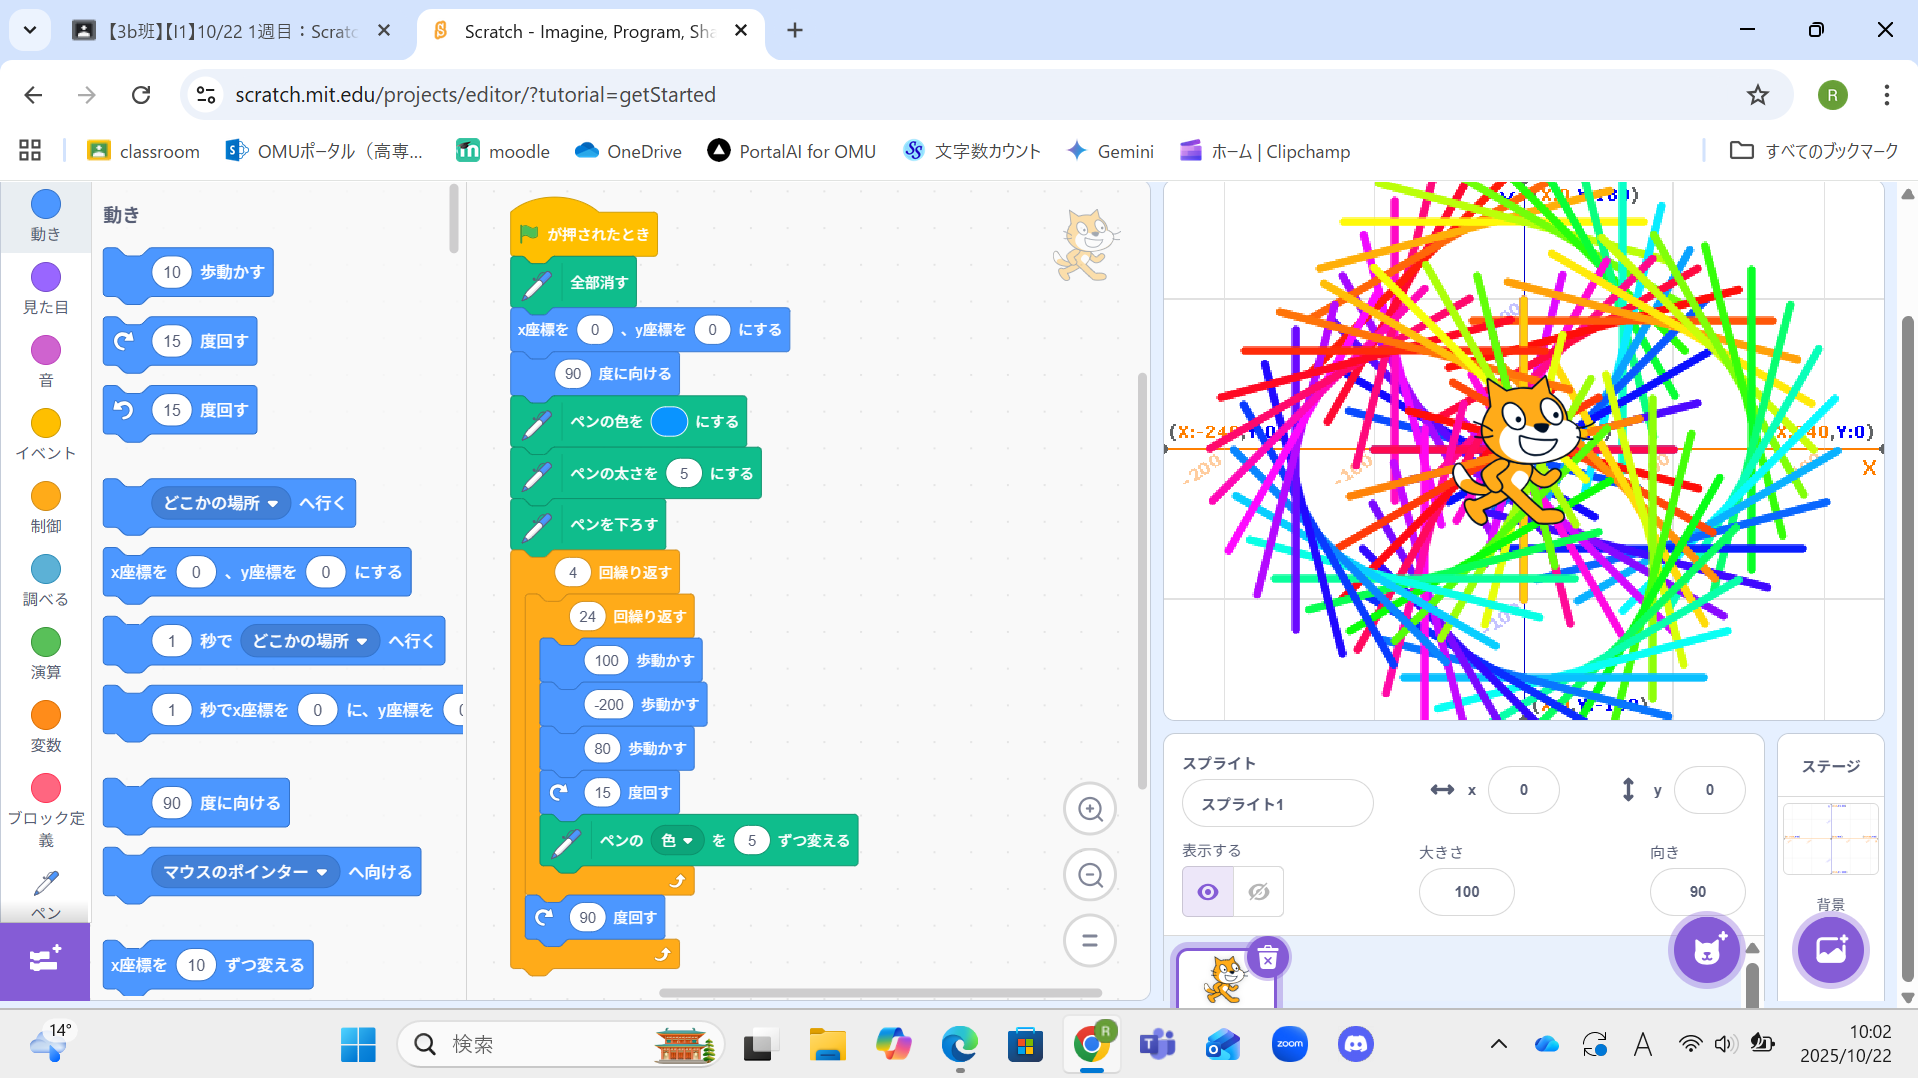 【3b班】【I1】10/22 1週目：Scratc
Scratch - Imagine, Program, Sha
scratch.mit.edu/projects/editor/?tutorial=getStarted
R
classroom
OMUポータル（高専...
moodle
OneDrive
PortalAI for OMU
文字数カウント
Gemini
ホーム | Clipchamp
すべてのブックマーク
動き
見た目
音
イベント
制御
調べる
演算
変数
ブロック定義
ペン
動き
10 歩動かす
15 度回す
15 度回す
どこかの場所 へ行く
x座標を 0 、y座標を 0 にする
1 秒で どこかの場所 へ行く
1 秒でx座標を 0 に、y座標を
90 度に向ける
マウスのポインター へ向ける
x座標を 10 ずつ変える
が押されたとき
全部消す
x座標を 0 、y座標を 0 にする
90 度に向ける
ペンの色を にする
ペンの太さを 5 にする
ペンを下ろす
4 回繰り返す
24 回繰り返す
100 歩動かす
-200 歩動かす
80 歩動かす
15 度回す
ペンの 色 を 5 ずつ変える
90 度回す
(X:-240,Y:0)
Y:0)
X
-200
スプライト
スプライト1
x 0
y 0
表示する
大きさ
100
向き
90
ステージ
背景
14°
検索
zoom
R
A
10:02
2025/10/22